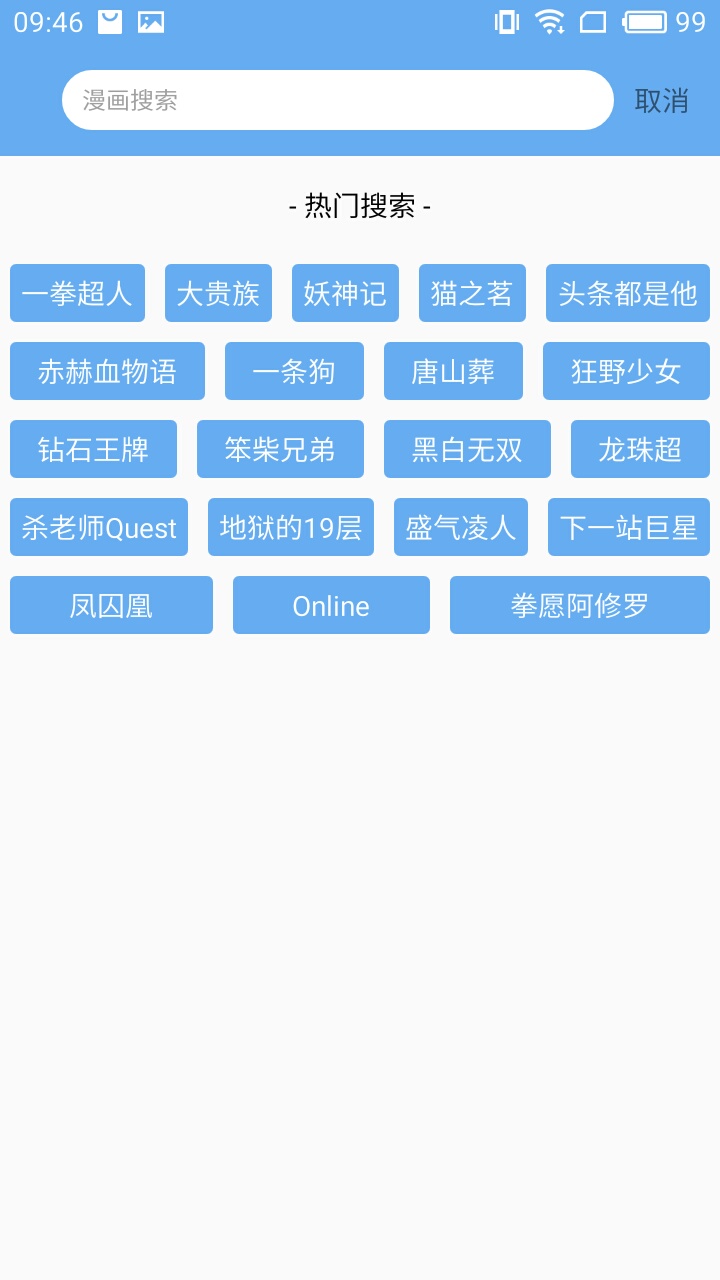 09:46 99
漫画搜索 取消
- 热门搜索 -
一拳超人 大贵族 妖神记 猫之茗 头条都是他
赤赫血物语 一条狗 唐山葬 狂野少女
钻石王牌 笨柴兄弟 黑白无双 龙珠超
杀老师Quest 地狱的19层 盛气凌人 下一站巨星
凤囚凰 Online 拳愿阿修罗